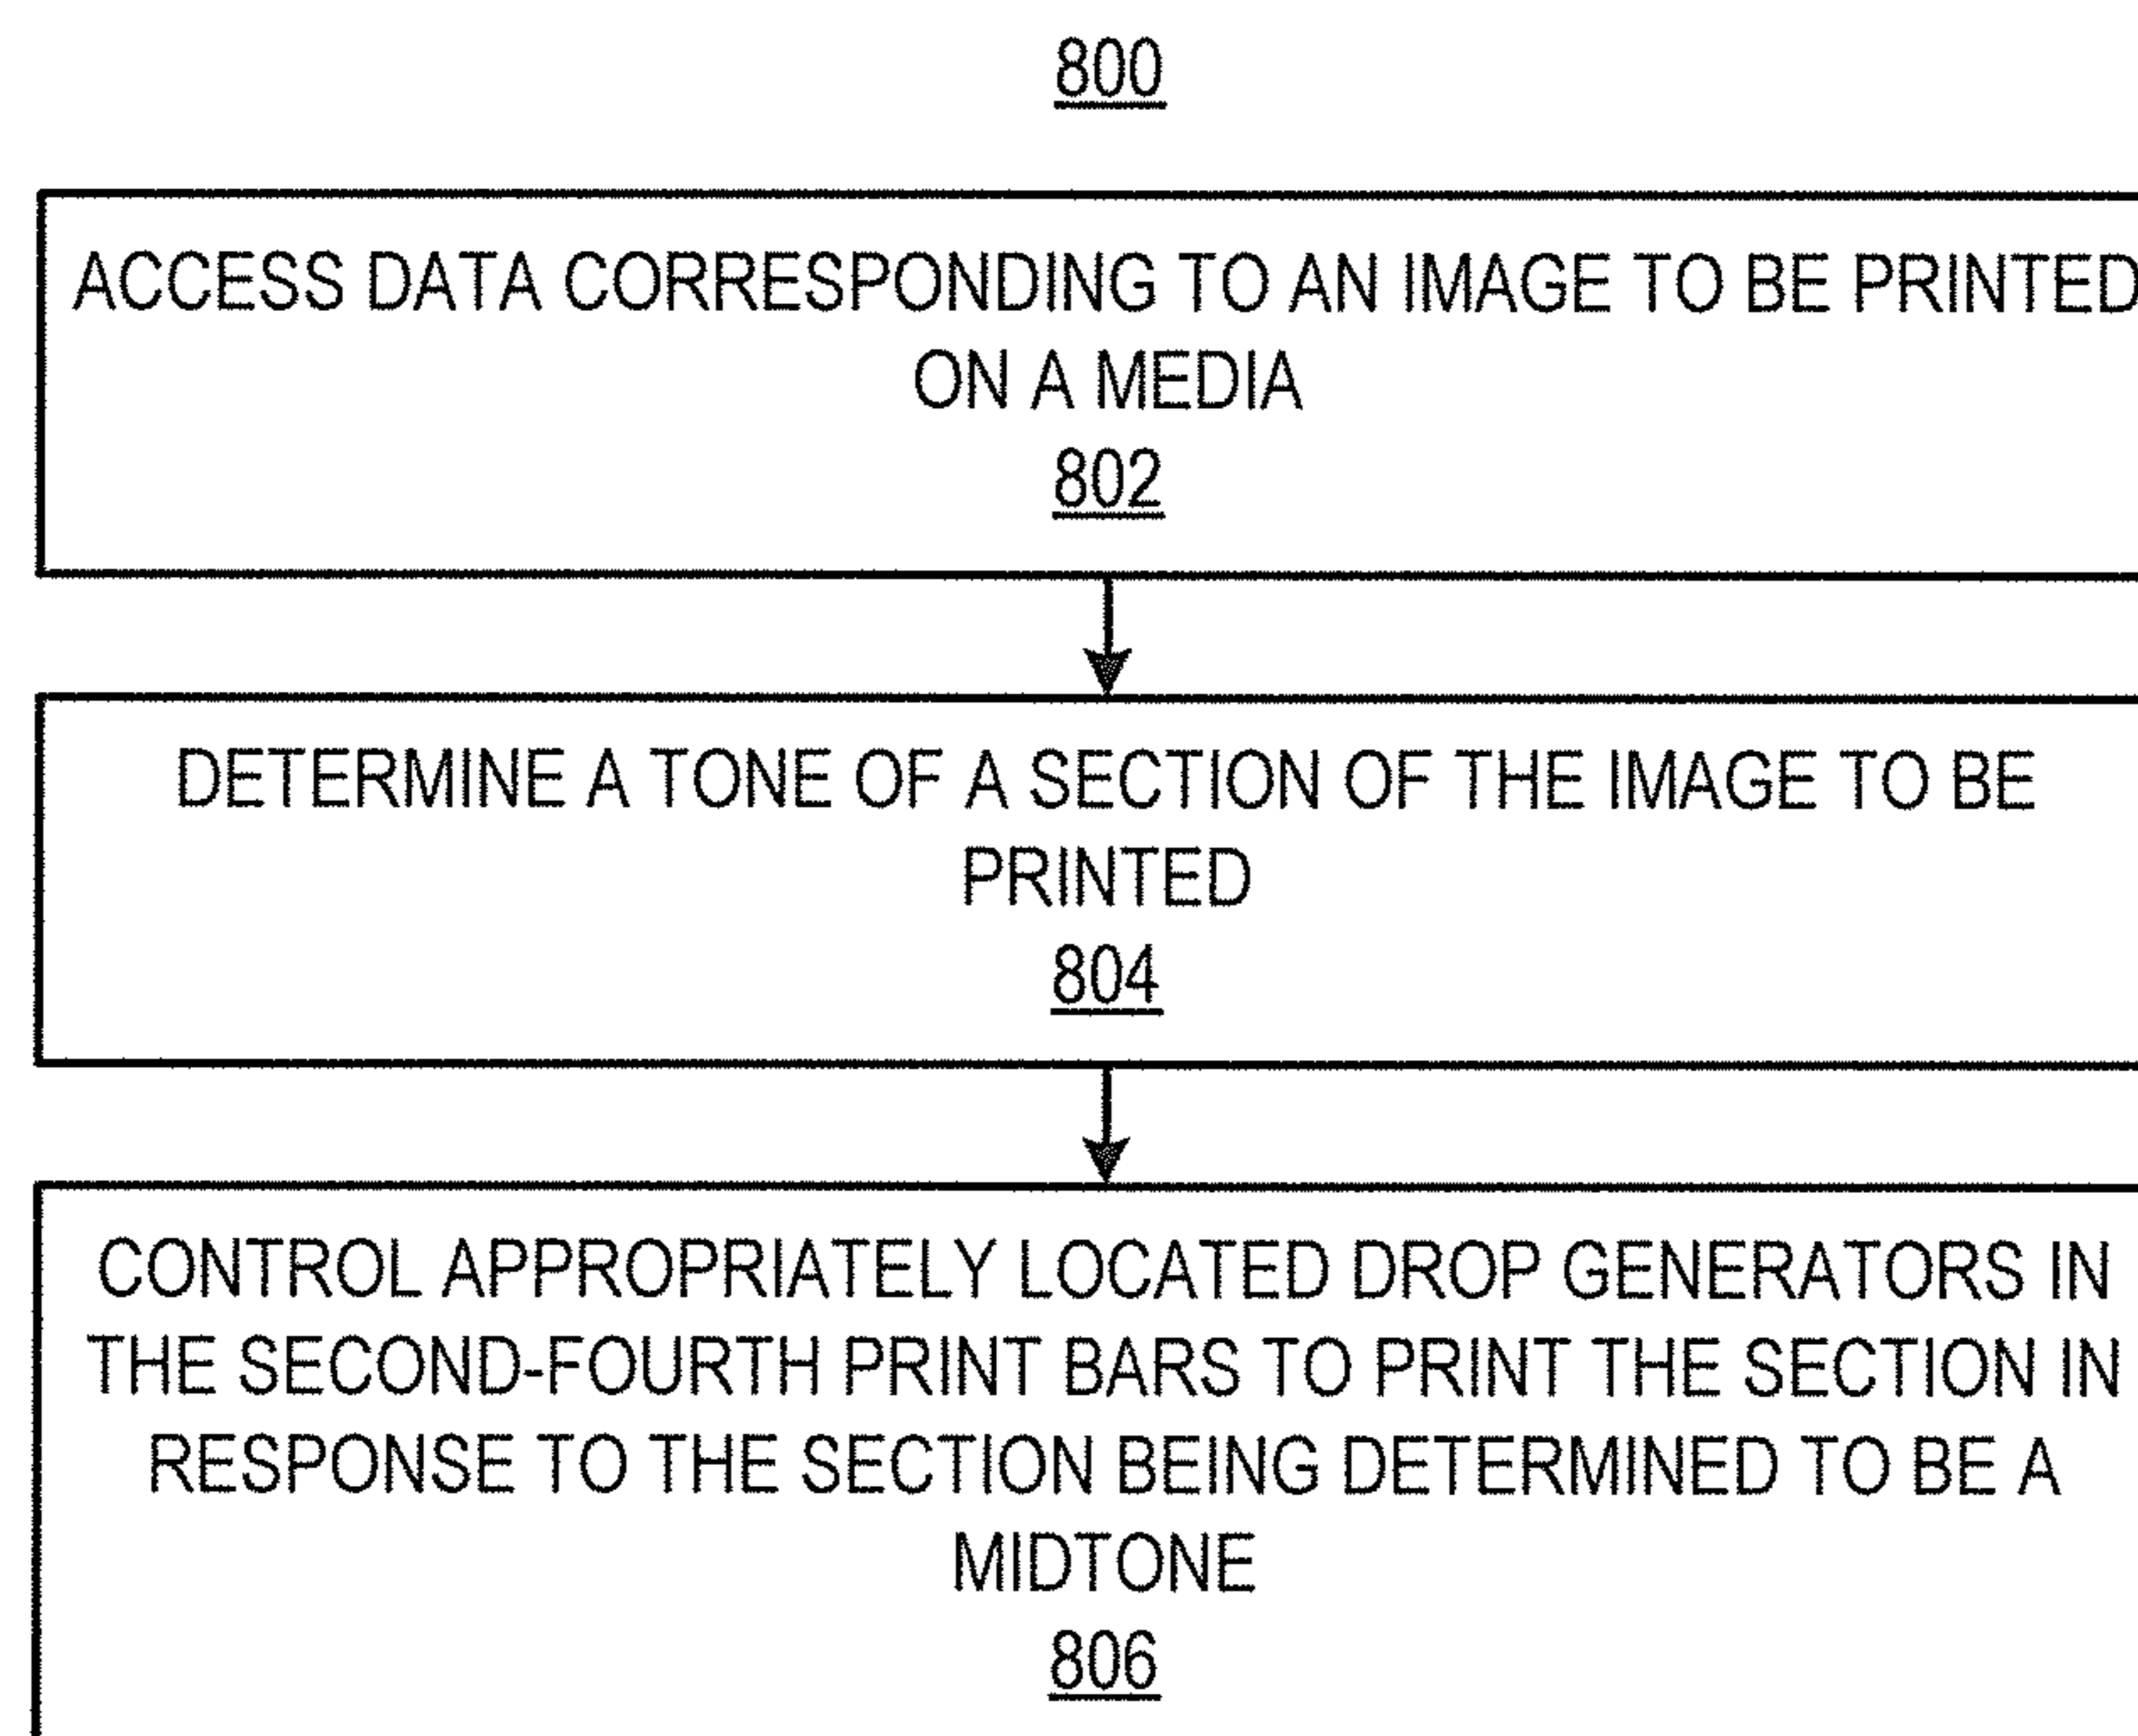 800
ACCESS DATA CORRESPONDING TO AN IMAGE TO BE PRINTED
ON A MEDIA
802
DETERMINE A TONE OF A SECTION OF THE IMAGE TO BE
PRINTED
804
CONTROL APPROPRIATELY LOCATED DROP GENERATORS IN
THE SECOND-FOURTH PRINT BARS TO PRINT THE SECTION IN
RESPONSE TO THE SECTION BEING DETERMINED TO BE A
MIDTONE
806